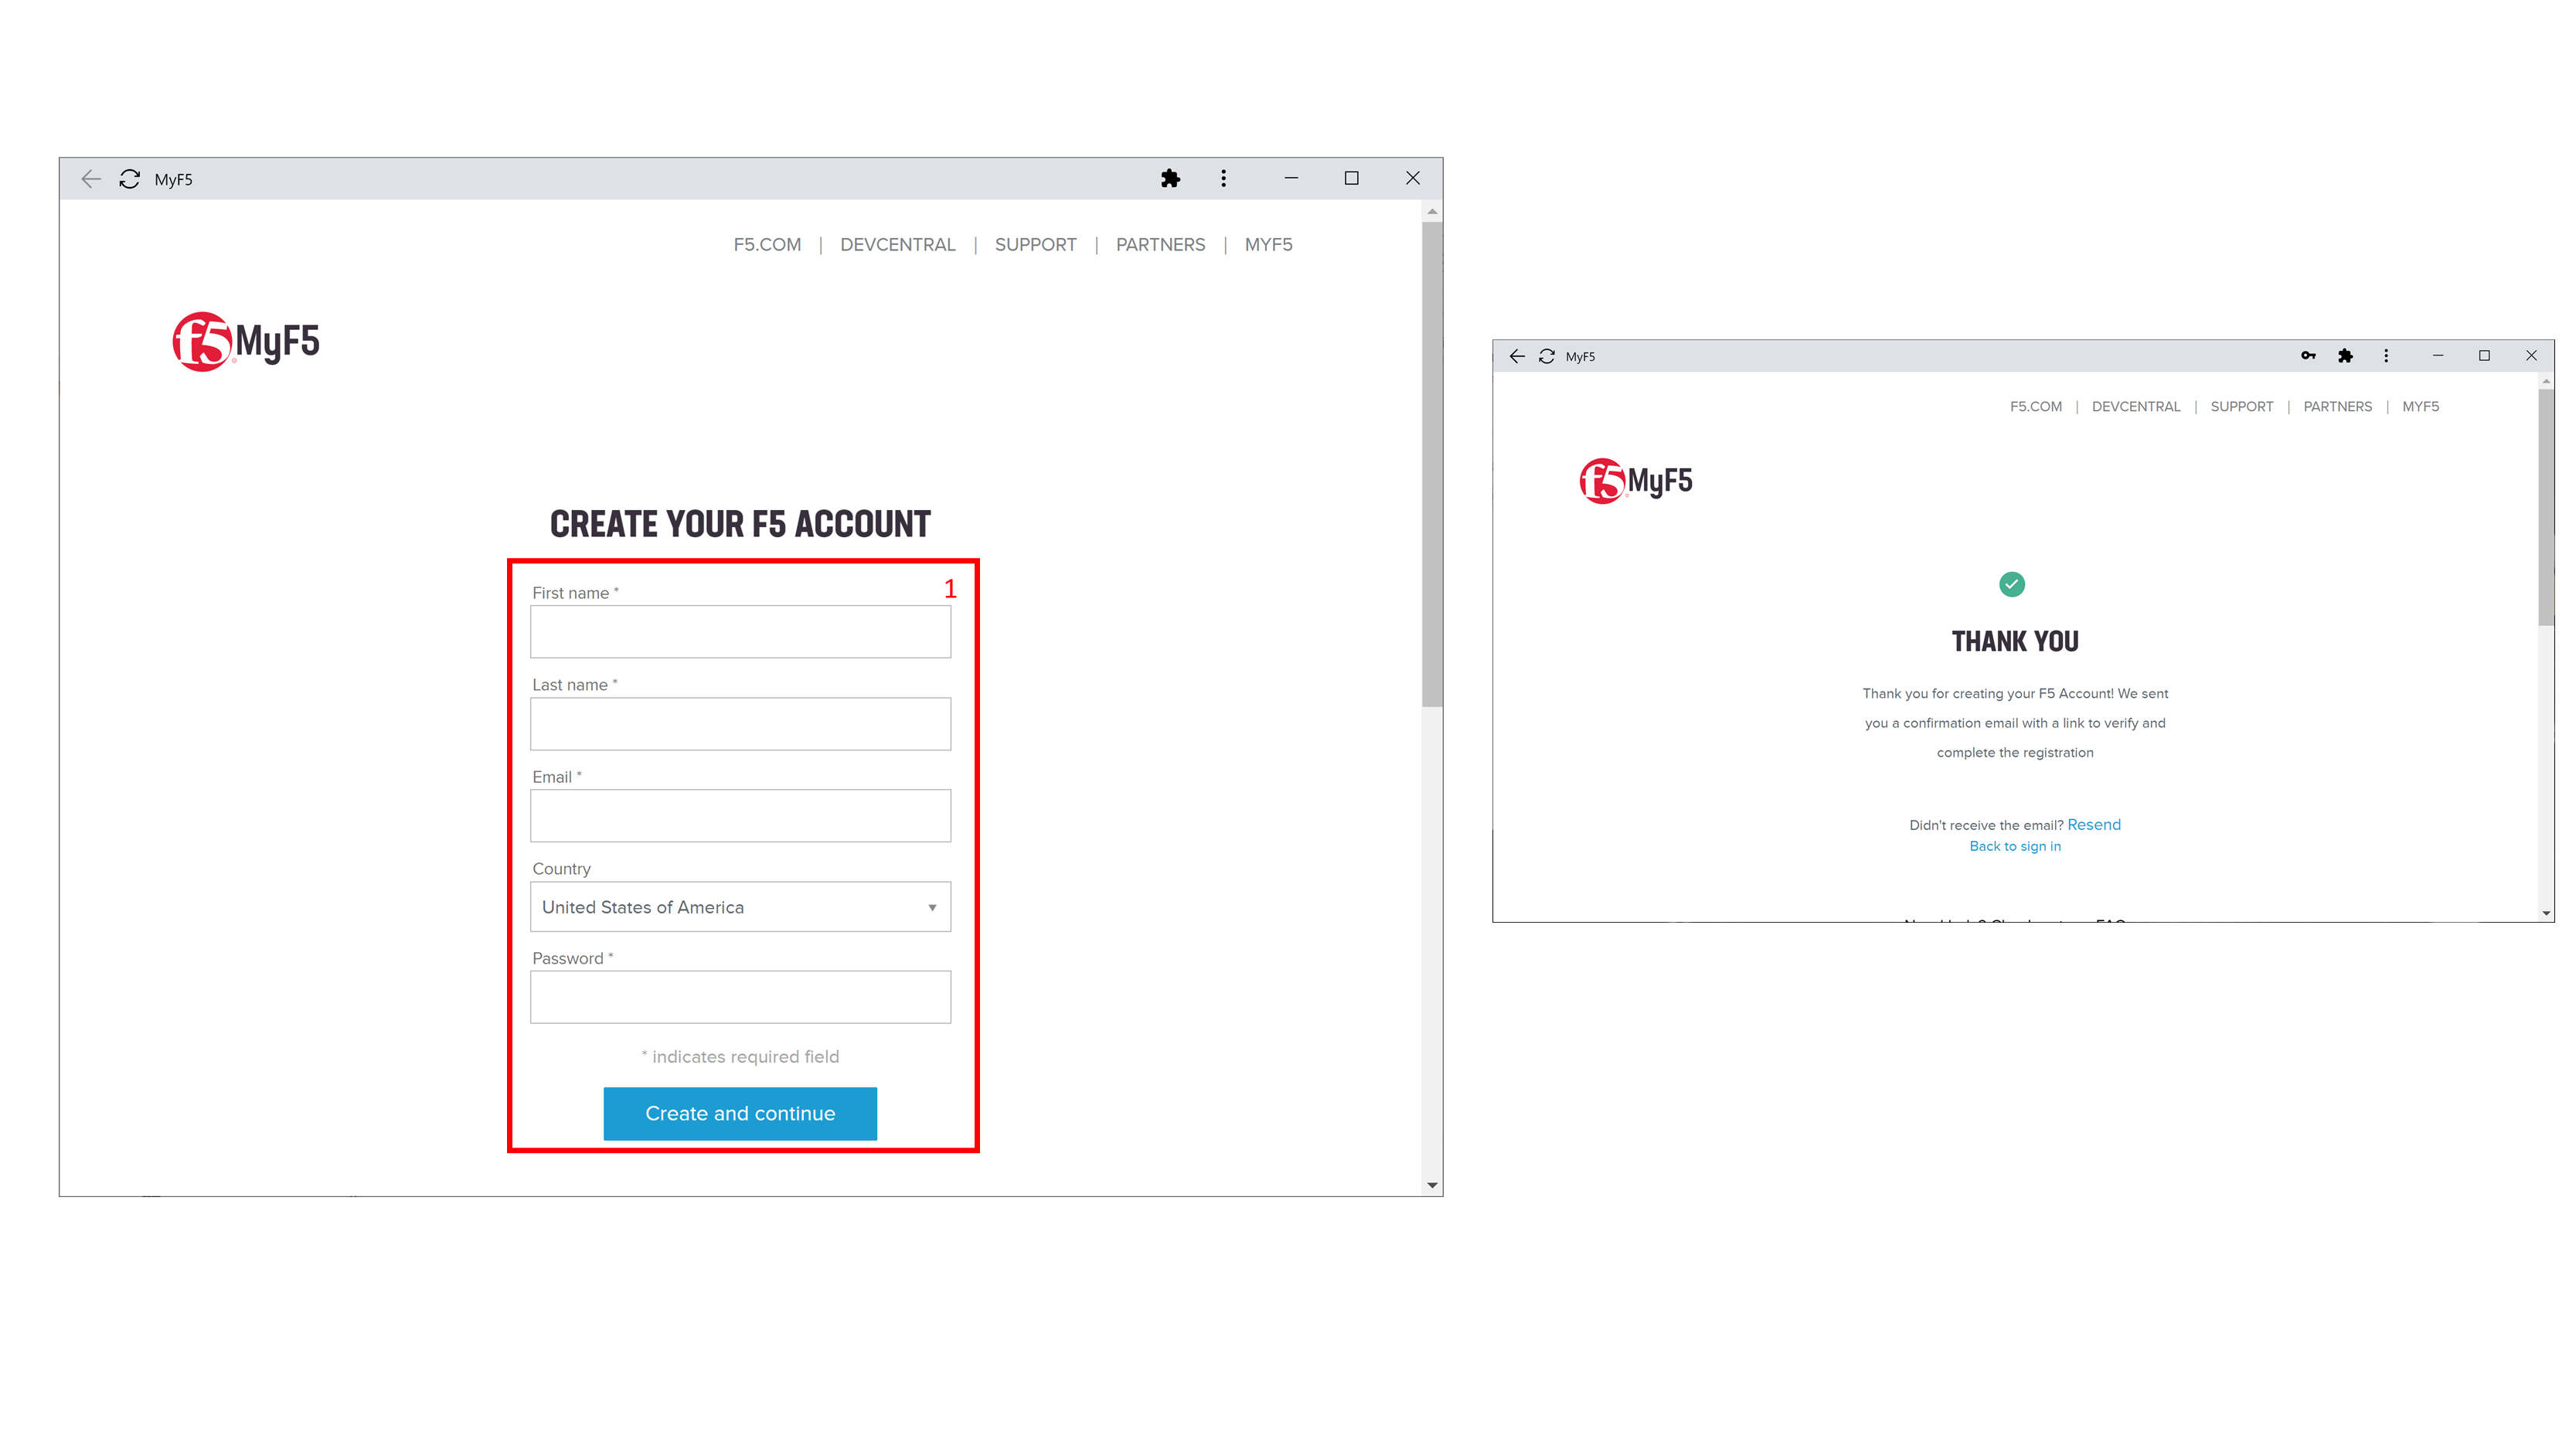 MyF5
F5.COM | DEVCENTRAL | SUPPORT | PARTNERS | MYF5
f5 MyF5
CREATE YOUR F5 ACCOUNT
1
First name *
Last name *
Email *
Country
United States of America
Password *
* indicates required field
Create and continue
MyF5
F5.COM | DEVCENTRAL | SUPPORT | PARTNERS | MYF5
f5 MyF5
THANK YOU
Thank you for creating your F5 Account! We sent
you a confirmation email with a link to verify and
complete the registration
Didn't receive the email? Resend
Back to sign in